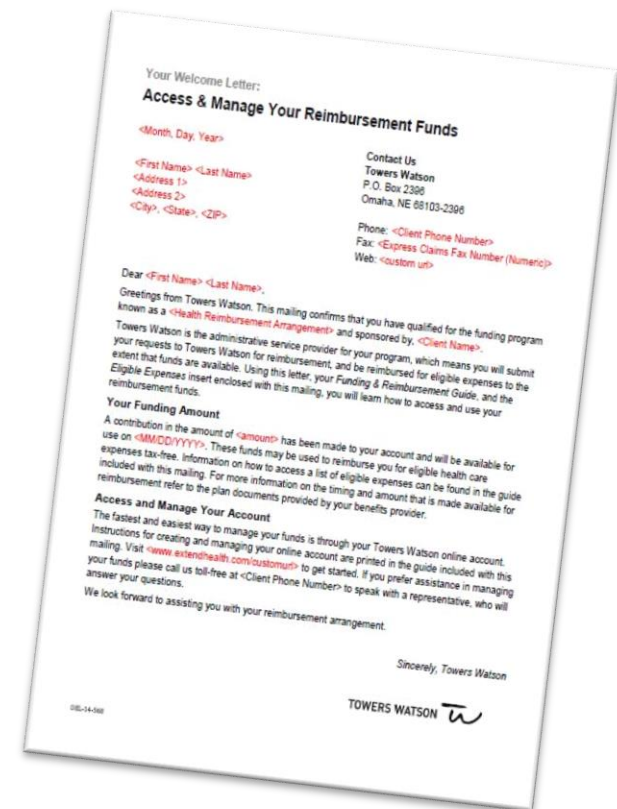 Your Welcome Letter:
Access & Manage Your Reimbursement Funds
<Month, Day, Year>
<First Name> <Last Name>
<Address 1>
<Address 2>
<City>, <State>, <ZIP>
Contact Us
Towers Watson
P.O. Box 2396
Omaha, NE 68103-2396
Phone: <Client Phone Number>
Fax: <Express Claims Fax Number (Numeric)>
Web: <custom url>
Dear <First Name> <Last Name>,
Greetings from Towers Watson. This mailing confirms that you have qualified for the funding program
known as a <Health Reimbursement Arrangement> and sponsored by, <Client Name>.
Towers Watson is the administrative service provider for your program, which means you will submit
your requests to Towers Watson for reimbursement, and be reimbursed for eligible expenses to the
extent that funds are available. Using this letter, your Funding & Reimbursement Guide, and the
Eligible Expenses insert enclosed with this mailing, you will learn how to access and use your
reimbursement funds.
Your Funding Amount
A contribution in the amount of <amount> has been made to your account and will be available for
use on <MM/DD/YYYY>. These funds may be used to reimburse you for eligible health care
expenses tax-free. Information on how to access a list of eligible expenses can be found in the guide
included with this mailing. For more information on the timing and amount that is made available for
reimbursement refer to the plan documents provided by your benefits provider.
Access and Manage Your Account
The fastest and easiest way to manage your funds is through your Towers Watson online account.
Instructions for creating and managing your online account are printed in the guide included with this
mailing. Visit <www.extendhealth.com/customurl> to get started. If you prefer assistance in managing
your funds please call us toll-free at <Client Phone Number> to speak with a representative, who will
answer your questions.
We look forward to assisting you with your reimbursement arrangement.
Sincerely, Towers Watson
TOWERS WATSON